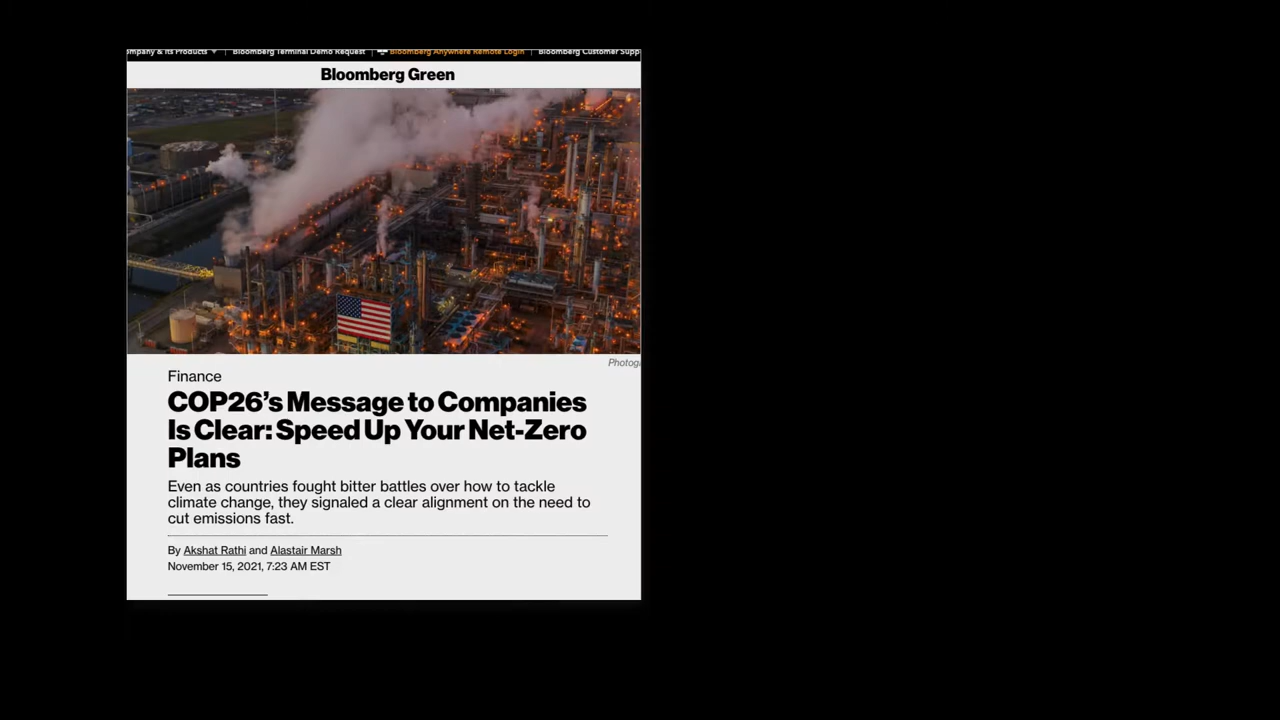 Company & Its Products Bloomberg Terminal Demo Request Bloomberg Anywhere Remote Login Bloomberg Customer
Bloomberg Green
Finance
COP26's Message to Companies
Is Clear: Speed Up Your Net-Zero
Plans
Even as countries fought bitter battles over how to tackle
climate change, they signaled a clear alignment on the need to
cut emissions fast.
By Akshat Rathi and Alastair Marsh
November 15, 2021, 7:23 AM EST